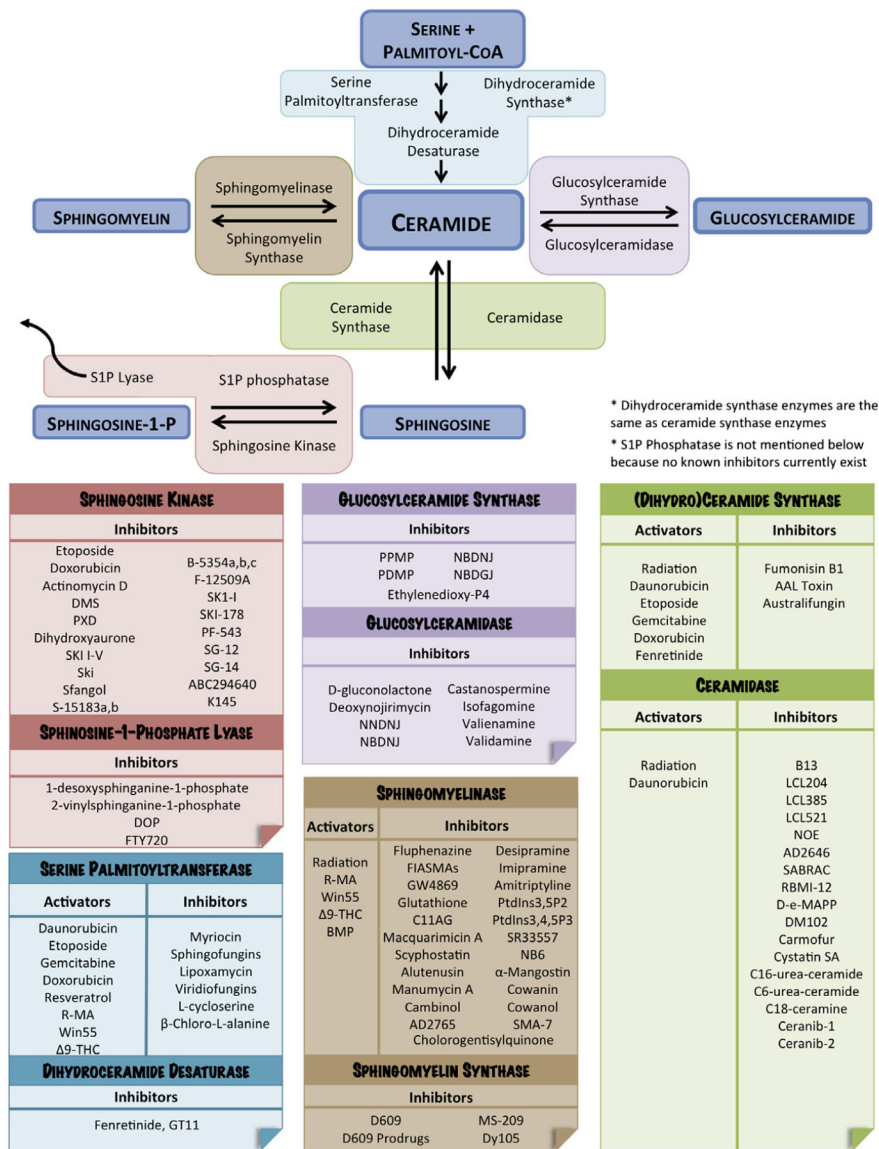 SERINE +
PALMITOYL-COA
Serine
Palmitoyltransferase
Dihydroceramide
Synthase*
Dihydroceramide
Desaturase
Sphingomyelinase
Glucosylceramide
Synthase
SPHINGOMYELIN
CERAMIDE
GLUCOSYLCERAMIDE
Sphingomyelin
Synthase
Glucosylceramidase
Ceramide
Synthase
Ceramidase
S1P Lyase
S1P phosphatase
SPHINGOSINE-1-P
SPHINGOSINE
Sphingosine Kinase
* Dihydroceramide synthase enzymes are the
same as ceramide synthase enzymes
* S1P Phosphatase is not mentioned below
because no known inhibitors currently exist
SPHINGOSINE KINASE
Inhibitors
Etoposide
Doxorubicin
Actinomycin D
DMS
PXD
Dihydroxyaurone
SKI I-V
Ski
Sfangol
S-15183a,b
B-5354a,b,c
F-12509A
SK1-I
SKI-178
PF-543
SG-12
SG-14
ABC294640
K145
SPHINOSINE-1-PHOSPHATE LYASE
Inhibitors
1-desoxysphinganine-1-phosphate
2-vinylsphinganine-1-phosphate
DOP
FTY720
SERINE PALMITOYLTRANSFERASE
Activators
Daunorubicin
Etoposide
Gemcitabine
Doxorubicin
Resveratrol
R-MA
Win55
Δ9-THC
Inhibitors
Myriocin
Sphingofungins
Lipoxamycin
Viridiofungins
L-cycloserine
β-Chloro-L-alanine
DIHYDROCERAMIDE DESATURASE
Inhibitors
Fenretinide, GT11
GLUCOSYLCERAMIDE SYNTHASE
Inhibitors
PPMP NBDNJ
PDMP NBDGJ
Ethylenedioxy-P4
GLUCOSYLCERAMIDASE
Inhibitors
D-gluconolactone Castanospermine
Deoxynojirimycin Isofagomine
NNDNJ Valienamine
NBDNJ Validamine
SPHINGOMYELINASE
Activators
Radiation
R-MA
Win55
Δ9-THC
BMP
Inhibitors
Fluphenazine Desipramine
FIASMAs Imipramine
GW4869 Amitriptyline
Glutathione PtdIns3,5P2
C11AG PtdIns3,4,5P3
Macquarimicin A SR33557
Scyphostatin NB6
Alutenusin α-Mangostin
Manumycin A Cowanin
Cambinol Cowanol
AD2765 SMA-7
Cholorogentisylquinone
SPHINGOMYELIN SYNTHASE
Inhibitors
D609 MS-209
D609 Prodrugs Dy105
(DIHYDRO)CERAMIDE SYNTHASE
Activators
Radiation
Daunorubicin
Etoposide
Gemcitabine
Doxorubicin
Fenretinide
Inhibitors
Fumonisin B1
AAL Toxin
Australifungin
CERAMIDASE
Activators
Radiation
Daunorubicin
Inhibitors
B13
LCL204
LCL385
LCL521
NOE
AD2646
SABRAC
RBMI-12
D-e-MAPP
DM102
Carmofur
Cystatin SA
C16-urea-ceramide
C6-urea-ceramide
C18-ceramine
Ceranib-1
Ceranib-2